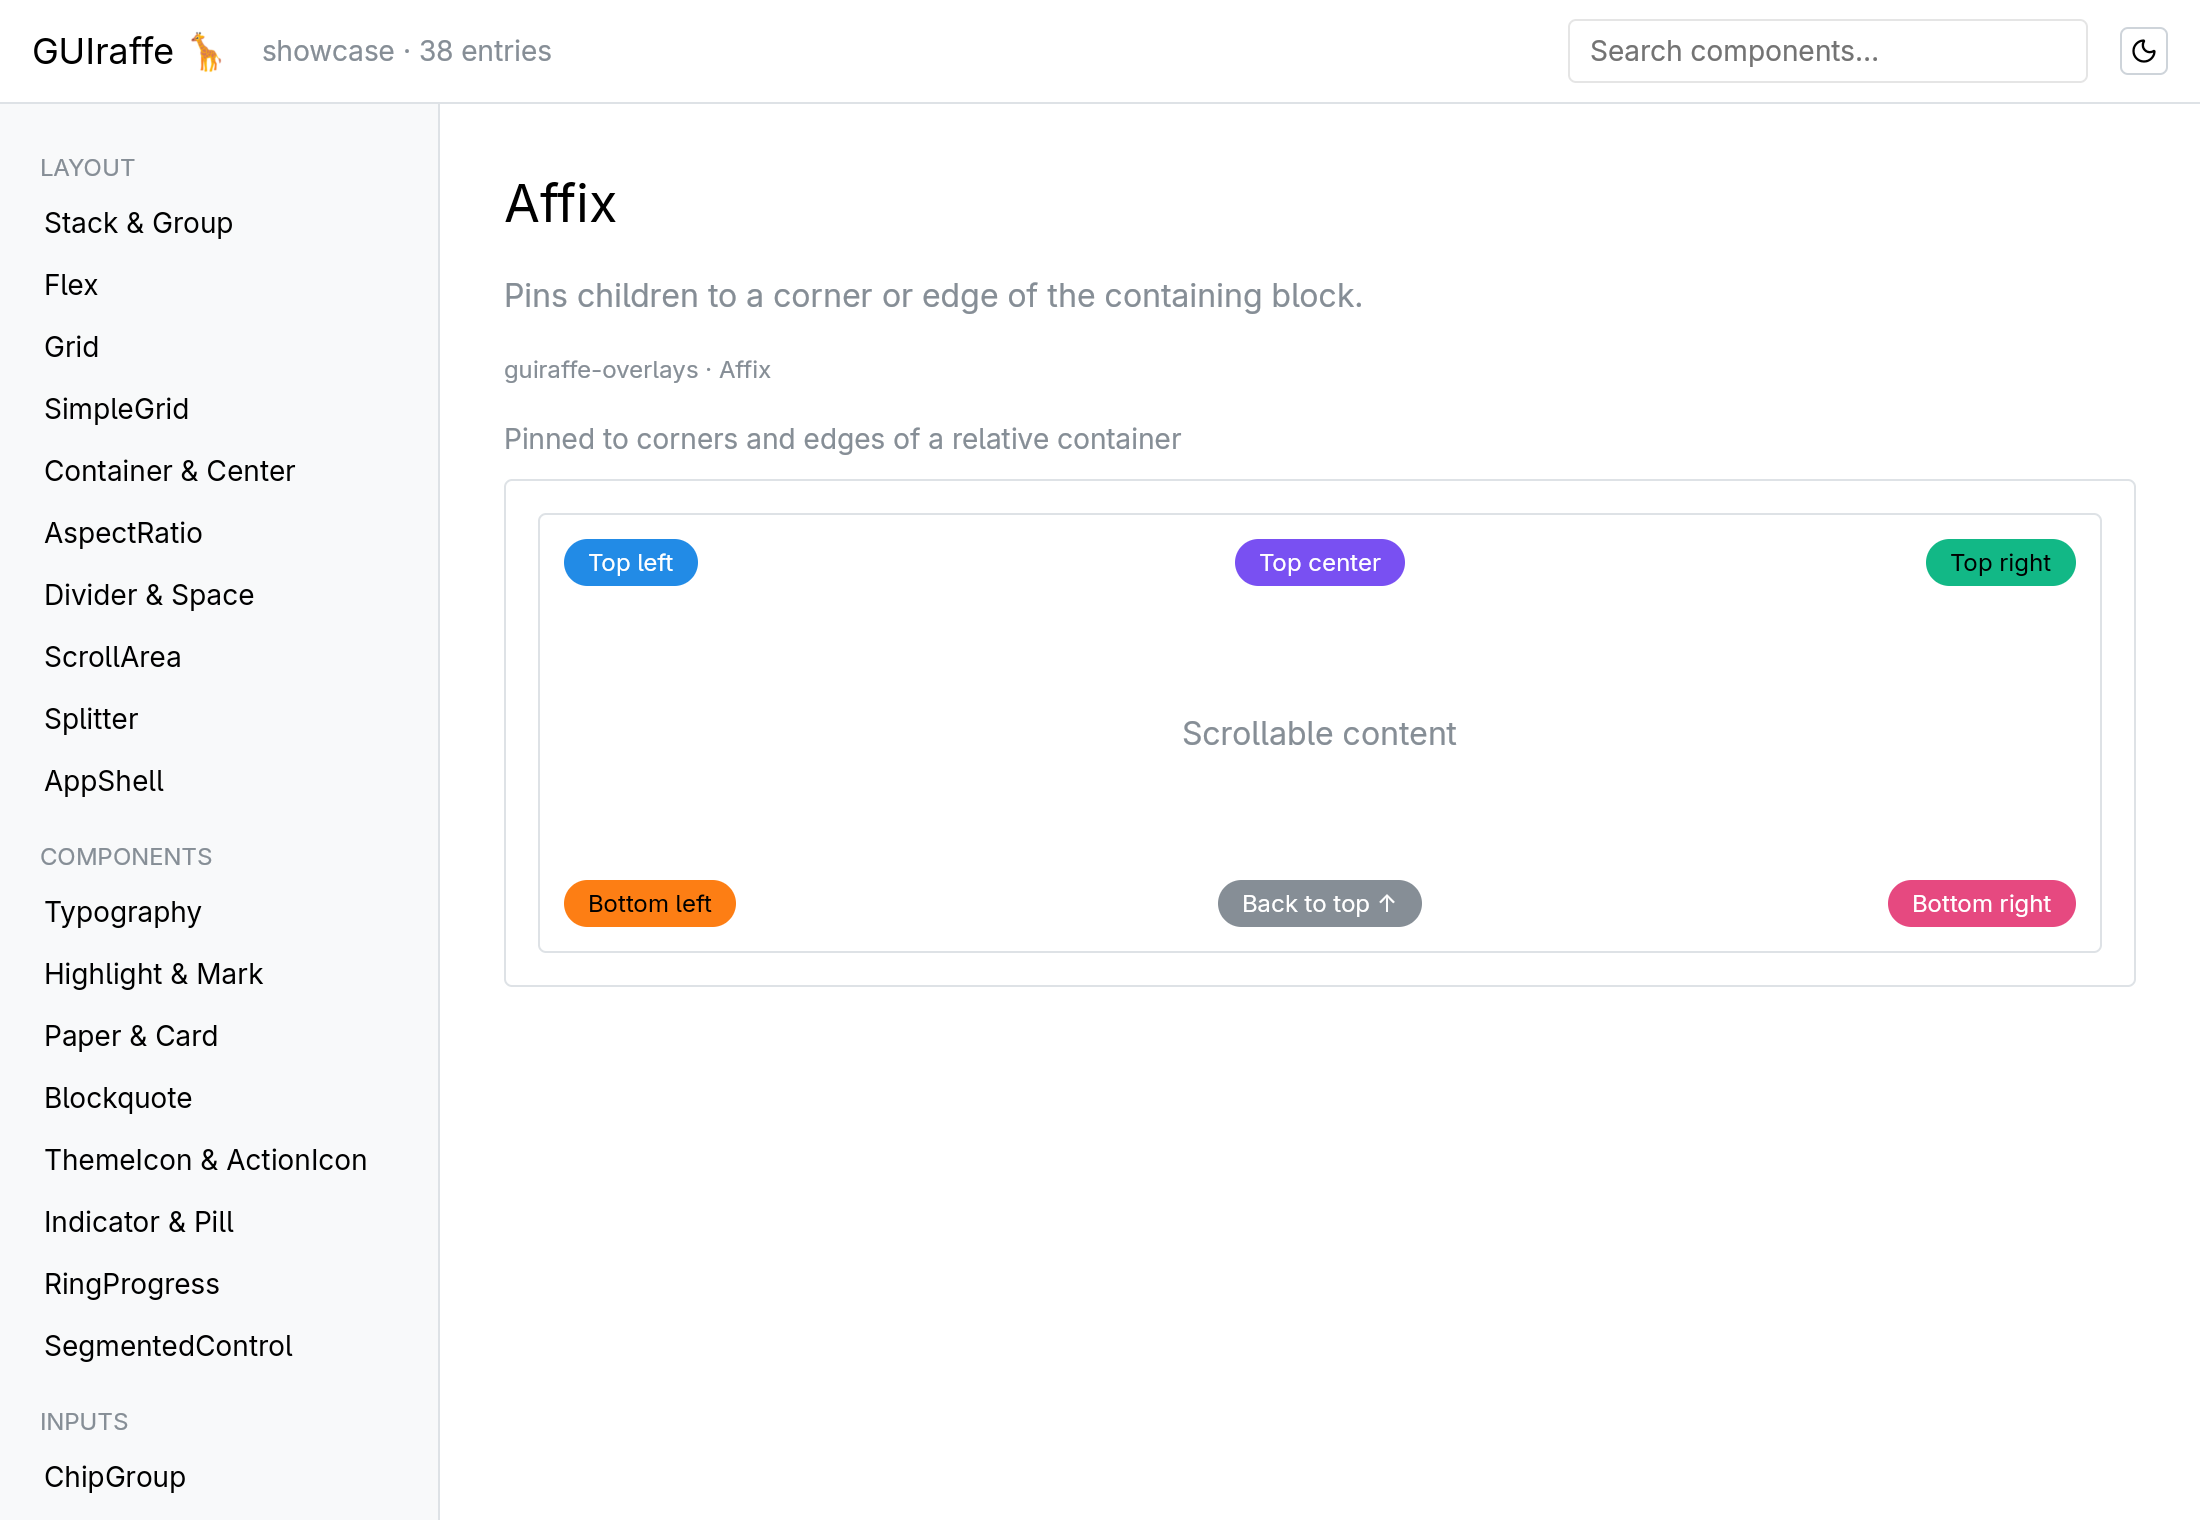 GUIraffe 🦒 showcase · 38 entries Search components...
LAYOUT
Stack & Group
Flex
Grid
SimpleGrid
Container & Center
AspectRatio
Divider & Space
ScrollArea
Splitter
AppShell
COMPONENTS
Typography
Highlight & Mark
Paper & Card
Blockquote
ThemeIcon & ActionIcon
Indicator & Pill
RingProgress
SegmentedControl
INPUTS
ChipGroup
Affix
Pins children to a corner or edge of the containing block.
guiraffe-overlays · Affix
Pinned to corners and edges of a relative container
Top left Top center Top right
Scrollable content
Bottom left Back to top ↑ Bottom right